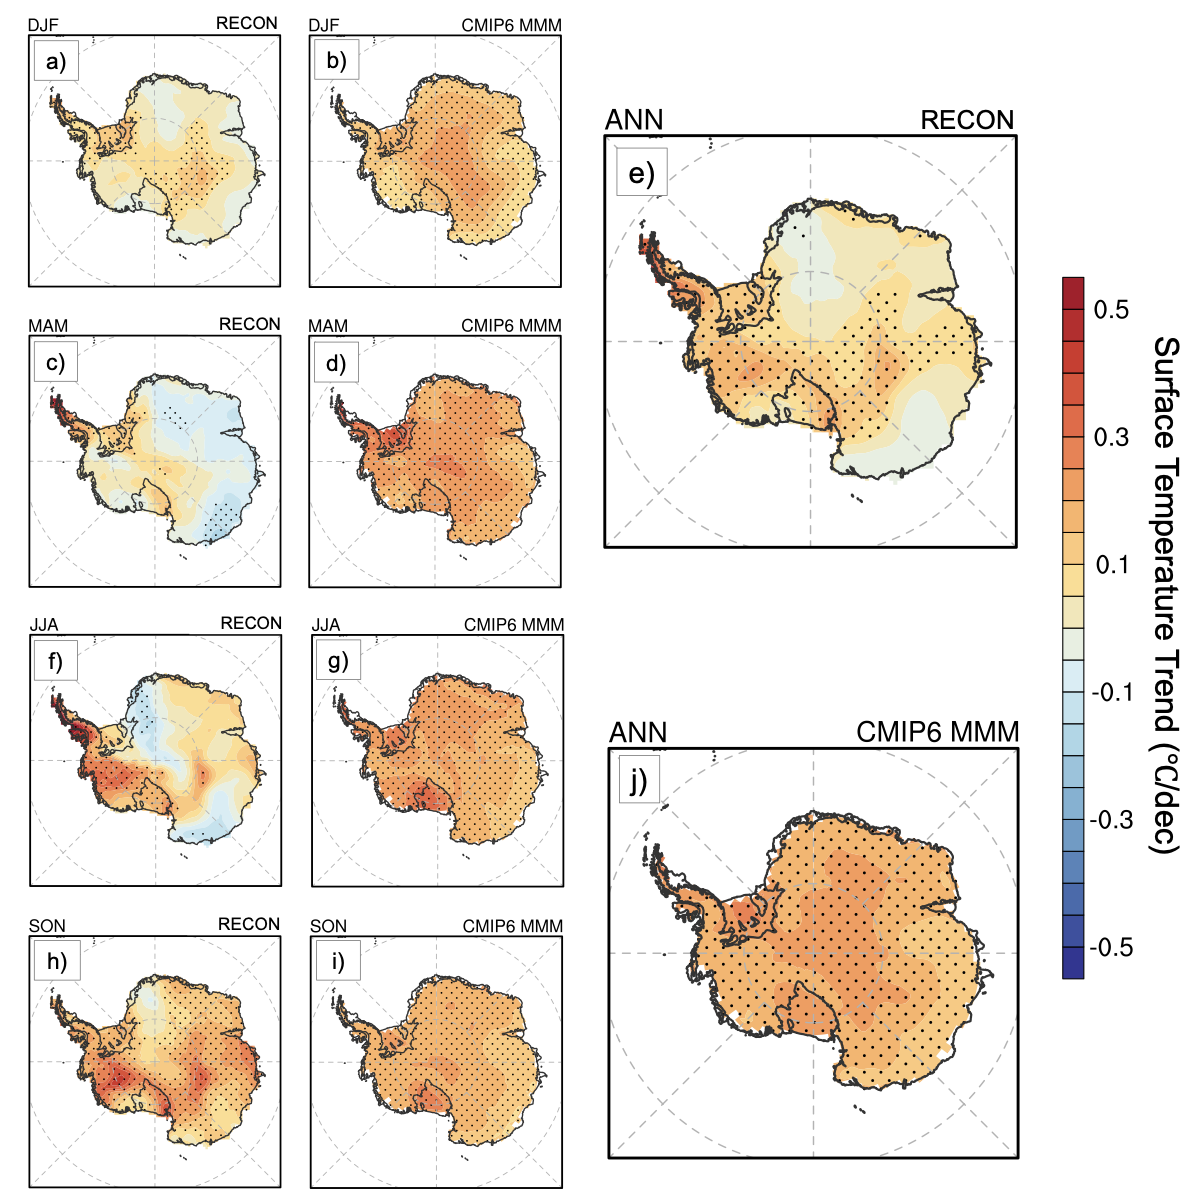 DJF RECON
a)
DJF CMIP6 MMM
b)
MAM RECON
c)
MAM CMIP6 MMM
d)
ANN RECON
e)
JJA RECON
f)
JJA CMIP6 MMM
g)
SON RECON
h)
SON CMIP6 MMM
i)
ANN CMIP6 MMM
j)
0.5
0.3
0.1
-0.1
-0.3
-0.5
Surface Temperature Trend (°C/dec)